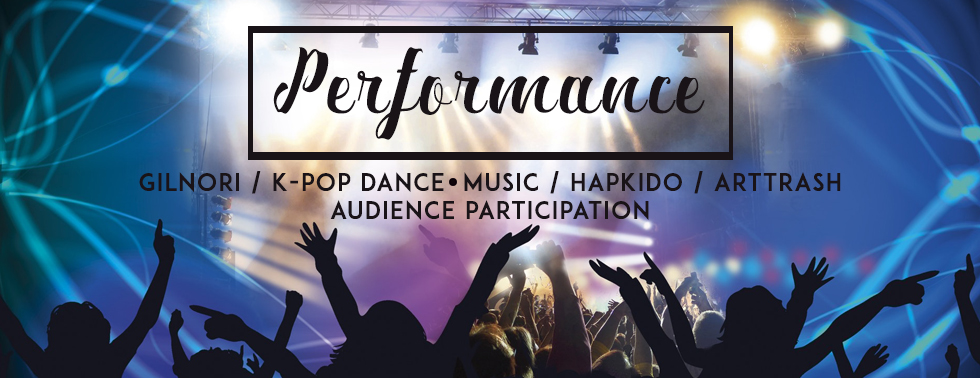 Performance
GILNORI / K-POP DANCE•MUSIC / HAPKIDO / ARTTRASH
AUDIENCE PARTICIPATION